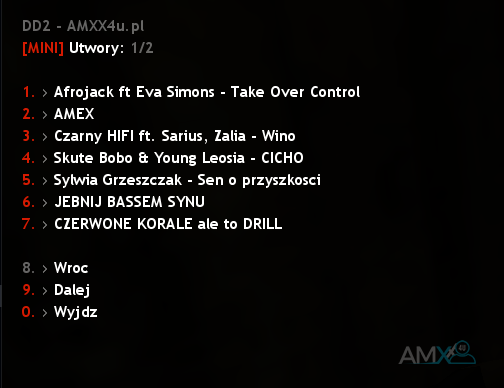 DD2 - AMXX4u.pl
[MINI] Utwory: 1/2
1. > Afrojack ft Eva Simons - Take Over Control
2. > AMEX
3. > Czarny HIFI ft. Sarius, Zalia - Wino
4. > Skute Bobo & Young Leosia - CICHO
5. > Sylwia Grzeszczak - Sen o przyszkosci
6. > JEBNIJ BASSEM SYNU
7. > CZERWONE KORALE ale to DRILL
8. > Wroc
9. > Dalej
0. > Wyjdz
AMXX 4U